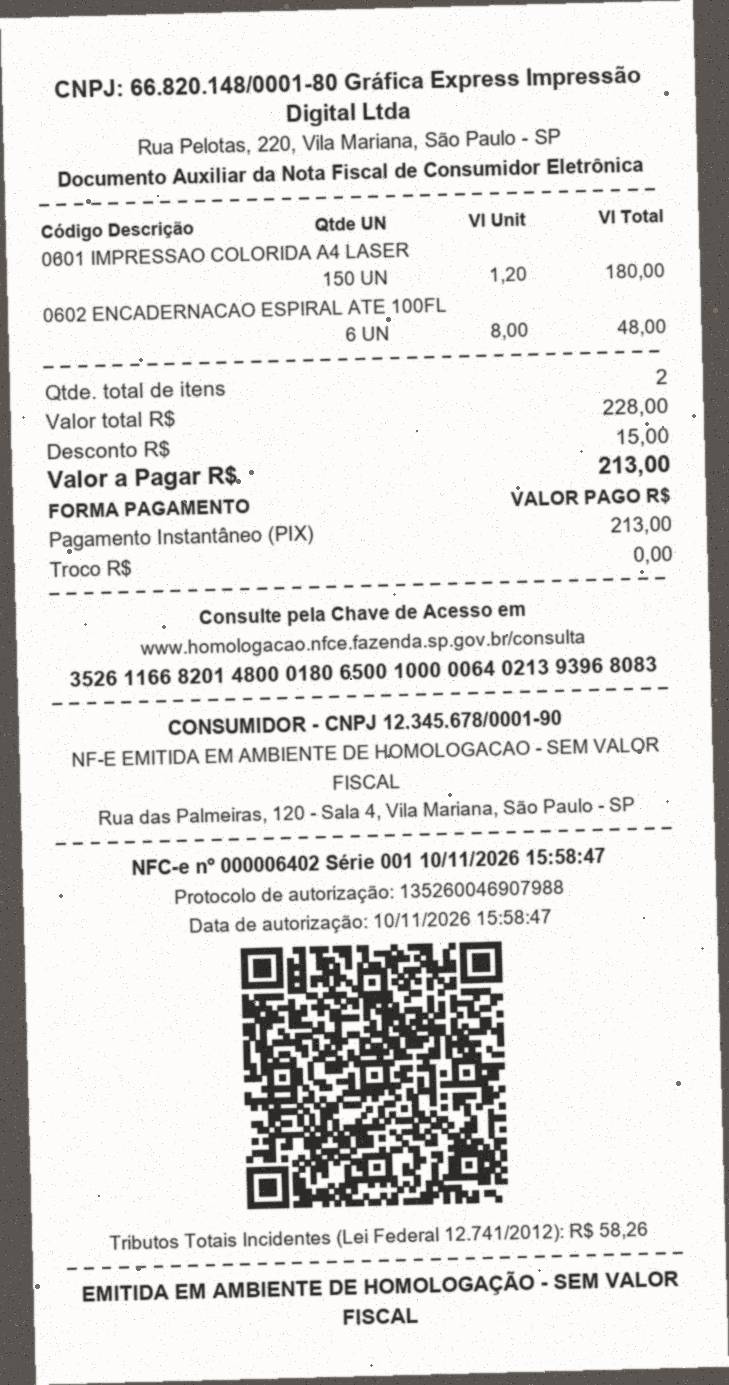 CNPJ: 66.820.148/0001-80 Gráfica Express Impressão
Digital Ltda
Rua Pelotas, 220, Vila Mariana, São Paulo - SP
Documento Auxiliar da Nota Fiscal de Consumidor Eletrônica
Código Descrição Qtde UN Vl Unit Vl Total
0601 IMPRESSAO COLORIDA A4 LASER
150 UN 1,20 180,00
0602 ENCADERNACAO ESPIRAL ATE 100FL
6 UN 8,00 48,00
Qtde. total de itens 2
Valor total R$ 228,00
Desconto R$ 15,00
Valor a Pagar R$ 213,00
FORMA PAGAMENTO VALOR PAGO R$
Pagamento Instantâneo (PIX) 213,00
Troco R$ 0,00
Consulte pela Chave de Acesso em
www.homologacao.nfce.fazenda.sp.gov.br/consulta
3526 1166 8201 4800 0180 6500 1000 0064 0213 9396 8083
CONSUMIDOR - CNPJ 12.345.678/0001-90
NF-E EMITIDA EM AMBIENTE DE HOMOLOGACAO - SEM VALOR
FISCAL
Rua das Palmeiras, 120 - Sala 4, Vila Mariana, São Paulo - SP
NFC-e nº 000006402 Série 001 10/11/2026 15:58:47
Protocolo de autorização: 135260046907988
Data de autorização: 10/11/2026 15:58:47
Tributos Totais Incidentes (Lei Federal 12.741/2012): R$ 58,26
EMITIDA EM AMBIENTE DE HOMOLOGAÇÃO - SEM VALOR
FISCAL